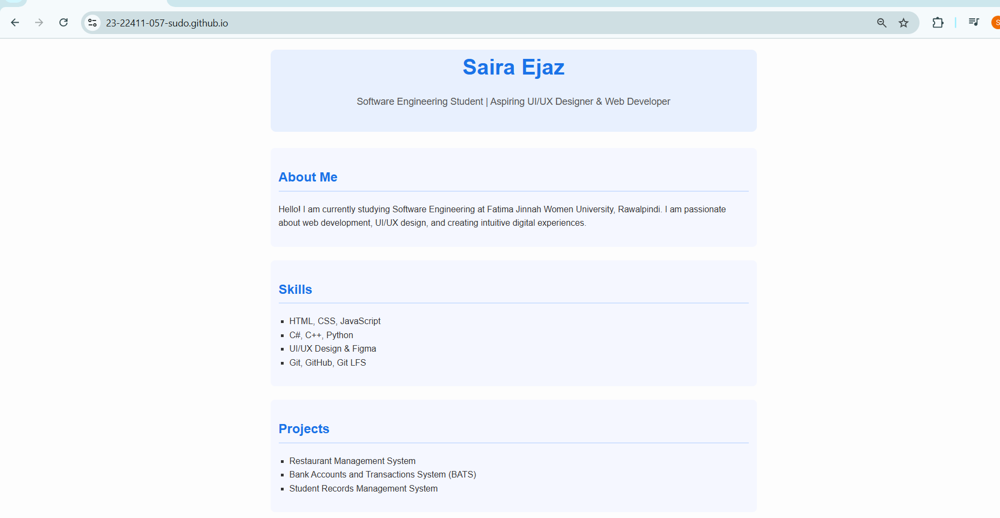 23-22411-057-sudo.github.io
S
Saira Ejaz
Software Engineering Student | Aspiring UI/UX Designer & Web Developer
About Me
Hello! I am currently studying Software Engineering at Fatima Jinnah Women University, Rawalpindi. I am passionate
about web development, UI/UX design, and creating intuitive digital experiences.
Skills
HTML, CSS, JavaScript
C#, C++, Python
UI/UX Design & Figma
Git, GitHub, Git LFS
Projects
Restaurant Management System
Bank Accounts and Transactions System (BATS)
Student Records Management System